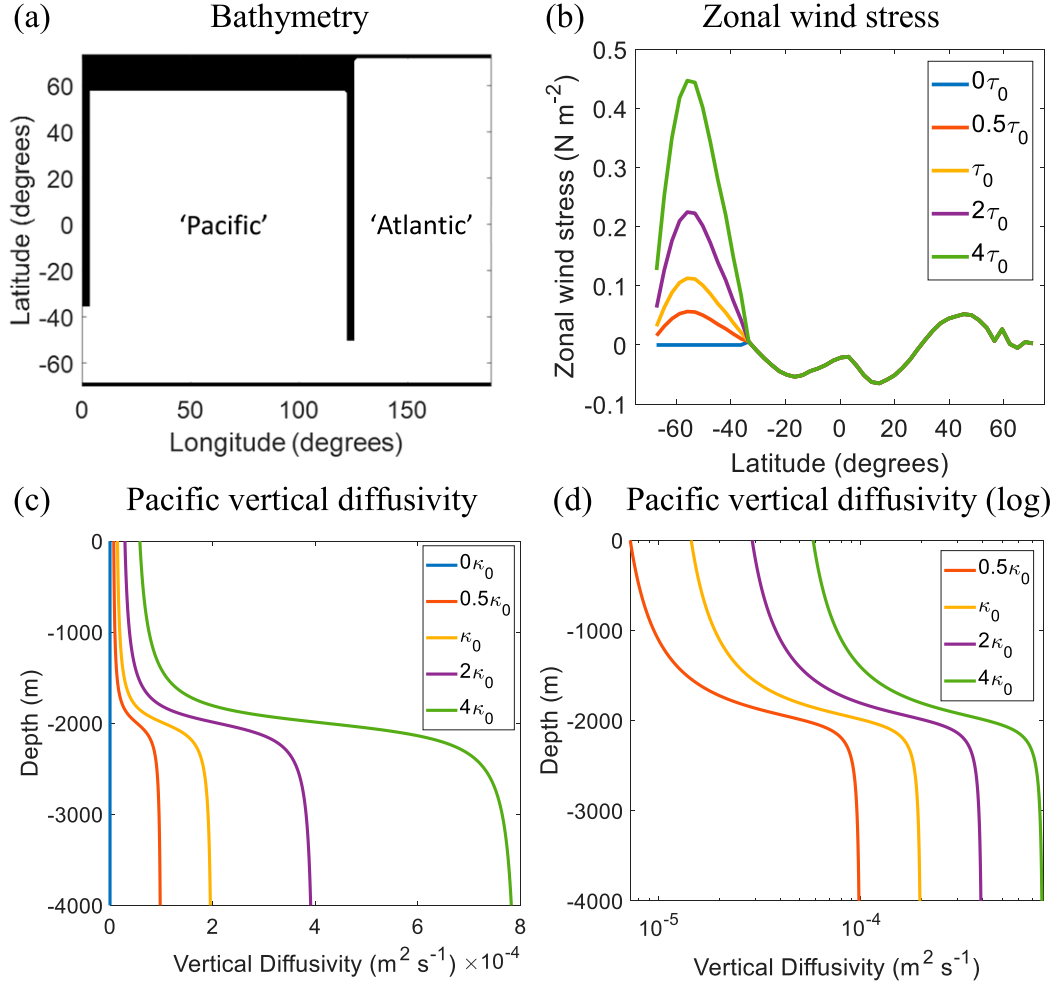 (a) Bathymetry
60
40
20
0
-20
-40
-60
Latitude (degrees)
'Pacific'
'Atlantic'
0 50 100 150
Longitude (degrees)
(b) Zonal wind stress
0.5
0.4
0.3
0.2
0.1
0
-0.1
Zonal wind stress (N m⁻²)
0τ₀
0.5τ₀
τ₀
2τ₀
4τ₀
-60 -40 -20 0 20 40 60
Latitude (degrees)
(c) Pacific vertical diffusivity
0
-1000
-2000
-3000
-4000
Depth (m)
0κ₀
0.5κ₀
κ₀
2κ₀
4κ₀
0 2 4 6 8
Vertical Diffusivity (m² s⁻¹) ×10⁻⁴
(d) Pacific vertical diffusivity (log)
0
-1000
-2000
-3000
-4000
Depth (m)
0.5κ₀
κ₀
2κ₀
4κ₀
10⁻⁵ 10⁻⁴
Vertical Diffusivity (m² s⁻¹)